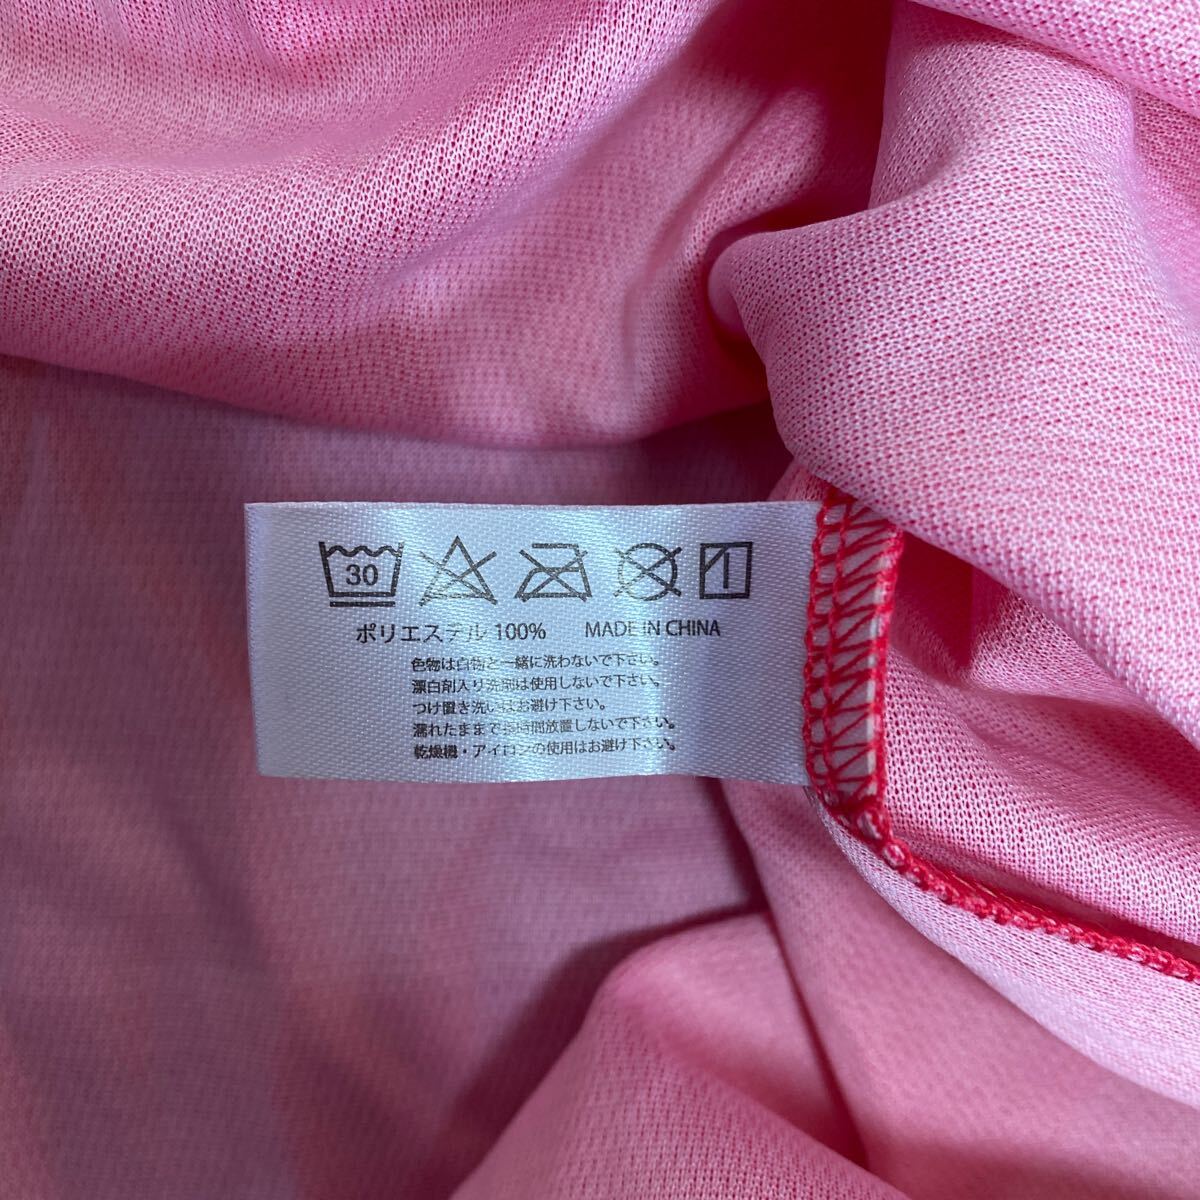 30
ポリエステル 100% MADE IN CHINA
色物は白物と一緒に洗わないで下さい。
漂白剤入り洗剤は使用しないで下さい。
つけ置き洗いはお避け下さい。
濡れたままで長時間放置しないで下さい。
乾燥機・アイロンの使用はお避け下さい。